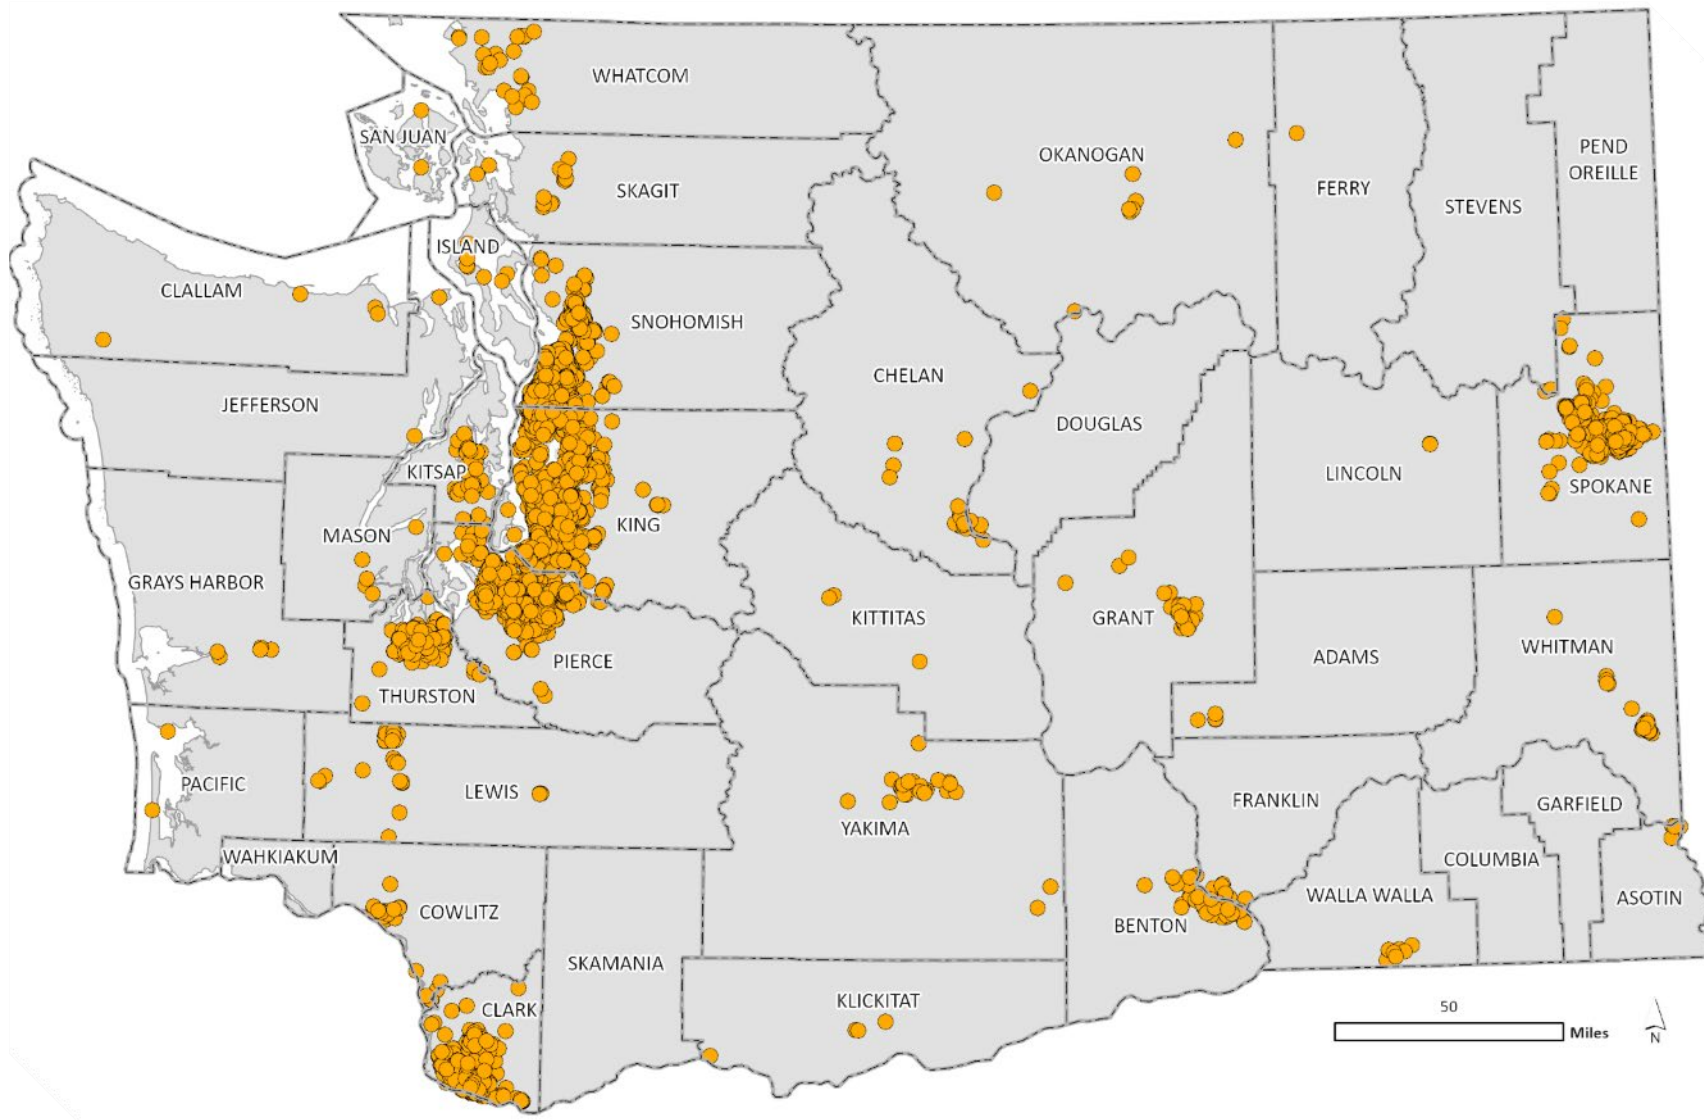 WHATCOM
SAN JUAN
OKANOGAN
PEND
OREILLE
FERRY
SKAGIT
STEVENS
ISLAND
CLALLAM
SNOHOMISH
CHELAN
JEFFERSON
DOUGLAS
KITSAP
LINCOLN
SPOKANE
KING
MASON
GRAYS HARBOR
KITTITAS
GRANT
WHITMAN
ADAMS
PIERCE
THURSTON
PACIFIC
LEWIS
FRANKLIN
GARFIELD
YAKIMA
WAHKIAKUM
COLUMBIA
WALLA WALLA
ASOTIN
COWLITZ
BENTON
SKAMANIA
KLICKITAT
CLARK
50
Miles
N